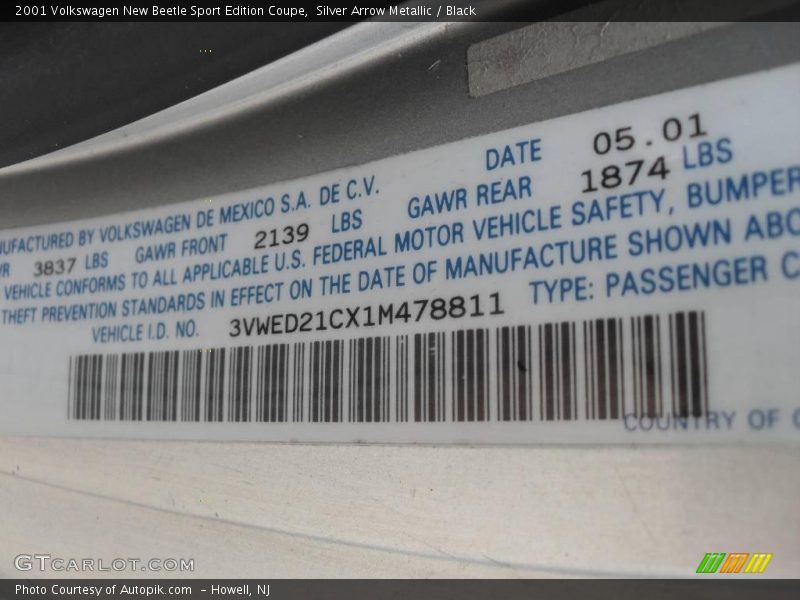 2001 Volkswagen New Beetle Sport Edition Coupe,  Silver Arrow Metallic / Black
DATE 05.01
MANUFACTURED BY VOLKSWAGEN DE MEXICO S.A. DE C.V.
3837 LBS GAWR FRONT 2139 LBS GAWR REAR 1874 LBS
VEHICLE CONFORMS TO ALL APPLICABLE U.S. FEDERAL MOTOR VEHICLE SAFETY, BUMPER
THEFT PREVENTION STANDARDS IN EFFECT ON THE DATE OF MANUFACTURE SHOWN ABO
VEHICLE I.D. NO. 3VWED21CX1M478811 TYPE: PASSENGER C
COUNTRY OF
GTCARLOT.COM
Photo Courtesy of Autopik.com  - Howell, NJ